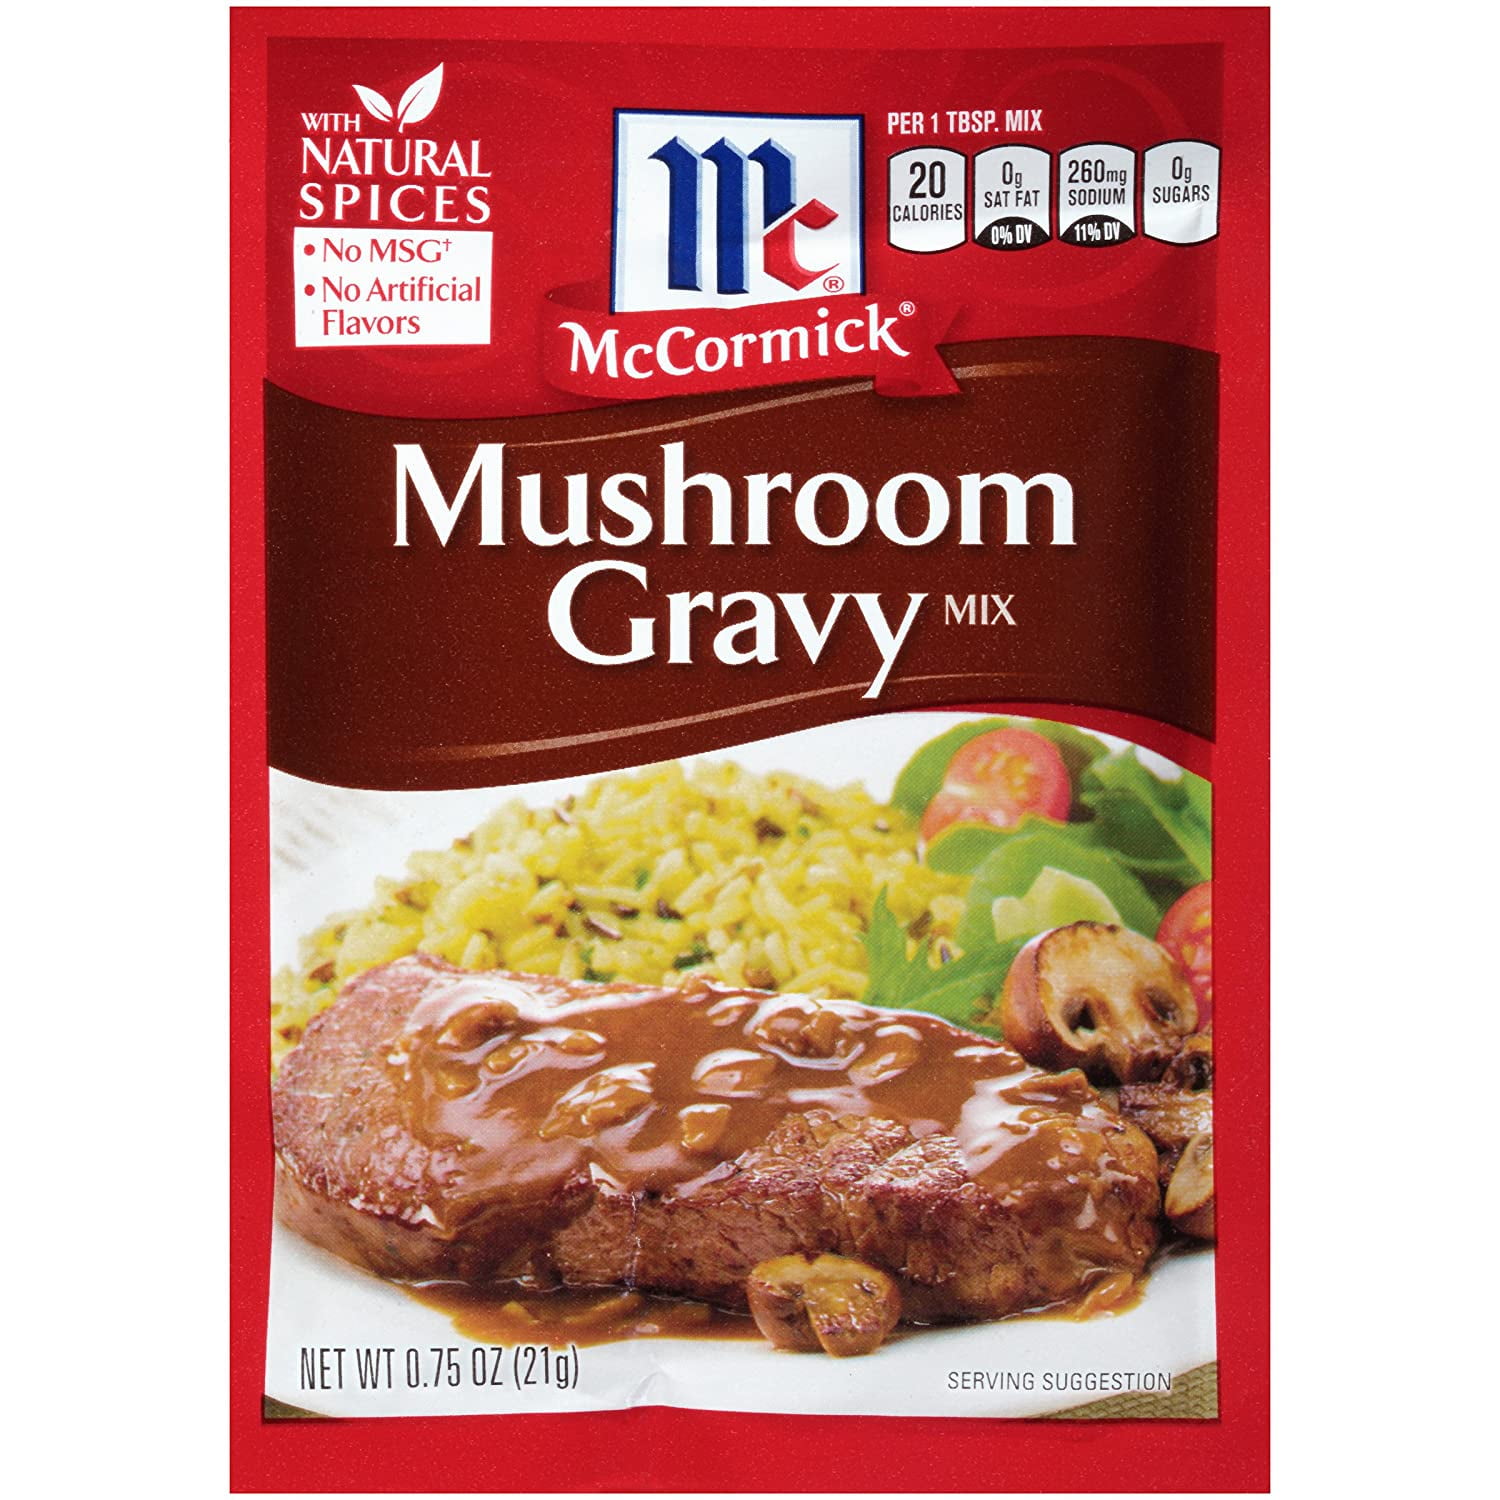 WITH
NATURAL
SPICES
• No MSG†
• No Artificial
Flavors
Mc®
McCormick®
PER 1 TBSP. MIX
20
CALORIES
0g
SAT FAT
0% DV
260mg
SODIUM
11% DV
0g
SUGARS
Mushroom
Gravy MIX
NET WT 0.75 OZ (21g)
SERVING SUGGESTION